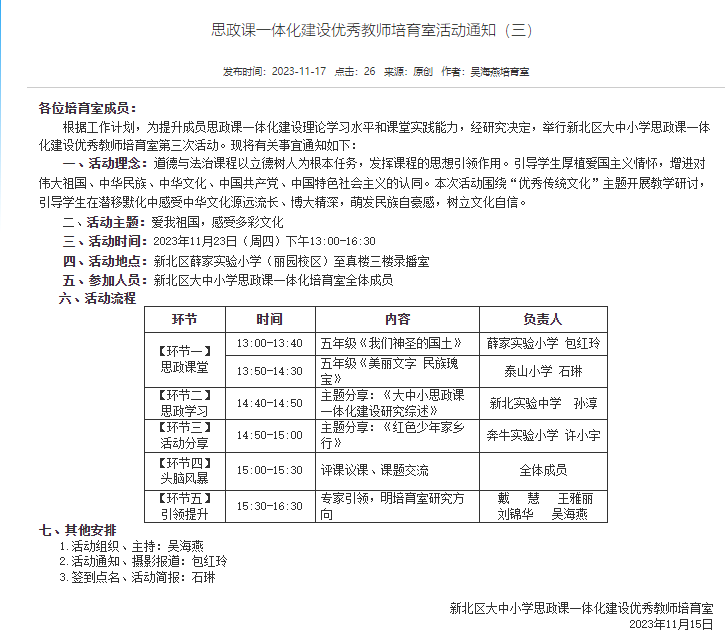 思政课一体化建设优秀教师培育室活动通知（三）
发布时间：2023-11-17 点击：26 来源：原创 作者：吴海燕培育室
各位培育室成员：
根据工作计划，为提升成员思政课一体化建设理论学习水平和课堂实践能力，经研究决定，举行新北区大中小学思政课一体
化建设优秀教师培育室第三次活动。现将有关事宜通知如下：
一、活动理念：道德与法治课程以立德树人为根本任务，发挥课程的思想引领作用。引导学生厚植爱国主义情怀，增进对
伟大祖国、中华民族、中华文化、中国共产党、中国特色社会主义的认同。本次活动围绕“优秀传统文化”主题开展教学研讨，
引导学生在潜移默化中感受中华文化源远流长、博大精深，萌发民族自豪感，树立文化自信。
二、活动主题：爱我祖国，感受多彩文化
三、活动时间：2023年11月23日（周四）下午13:00-16:30
四、活动地点：新北区薛家实验小学（丽园校区）至真楼三楼录播室
五、参加人员：新北区大中小学思政课一体化培育室全体成员
六、活动流程
环节 时间 内容 负责人
【环节一】
思政课堂
13:00-13:40 五年级《我们神圣的国土》 薛家实验小学 包红玲
13:50-14:30 五年级《美丽文字 民族瑰
宝》 泰山小学 石琳
【环节二】
思政学习 14:40-14:50 主题分享：《大中小思政课
一体化建设研究综述》 新北实验中学 孙淳
【环节三】
活动分享 14:50-15:00 主题分享：《红色少年家乡
行》 奔牛实验小学 许小宇
【环节四】
头脑风暴 15:00-15:30 评课议课、课题交流 全体成员
【环节五】
引领提升 15:30-16:30 专家引领，明培育室研究方
向 戴 慧 王雅丽
刘锦华 吴海燕
七、其他安排
1.活动组织、主持：吴海燕
2.活动通知、摄影报道：包红玲
3.签到点名、活动简报：石琳
新北区大中小学思政课一体化建设优秀教师培育室
2023年11月15日